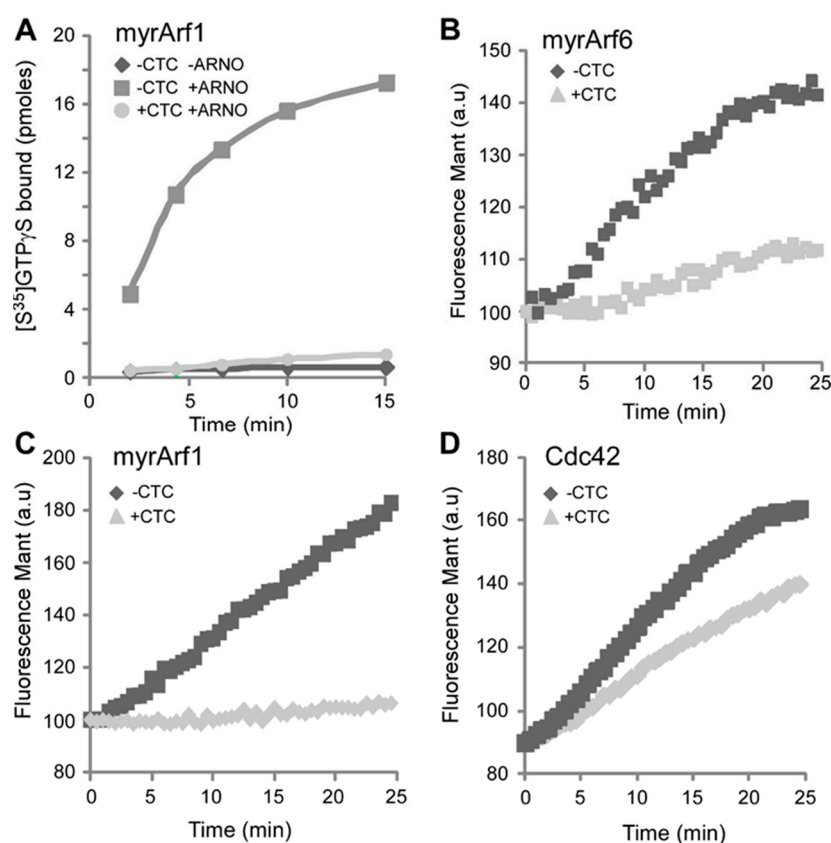 A myrArf1
-CTC -ARNO
-CTC +ARNO
+CTC +ARNO
[S³⁵]GTPγS bound (pmoles)
20
16
12
8
4
0
0 5 10 15
Time (min)
B myrArf6
-CTC
+CTC
Fluorescence Mant (a.u)
150
140
130
120
110
100
90
0 5 10 15 20 25
Time (min)
C myrArf1
-CTC
+CTC
Fluorescence Mant (a.u)
200
180
160
140
120
100
80
0 5 10 15 20 25
Time (min)
D Cdc42
-CTC
+CTC
Fluorescence Mant (a.u)
180
160
140
120
100
80
0 5 10 15 20 25
Time (min)